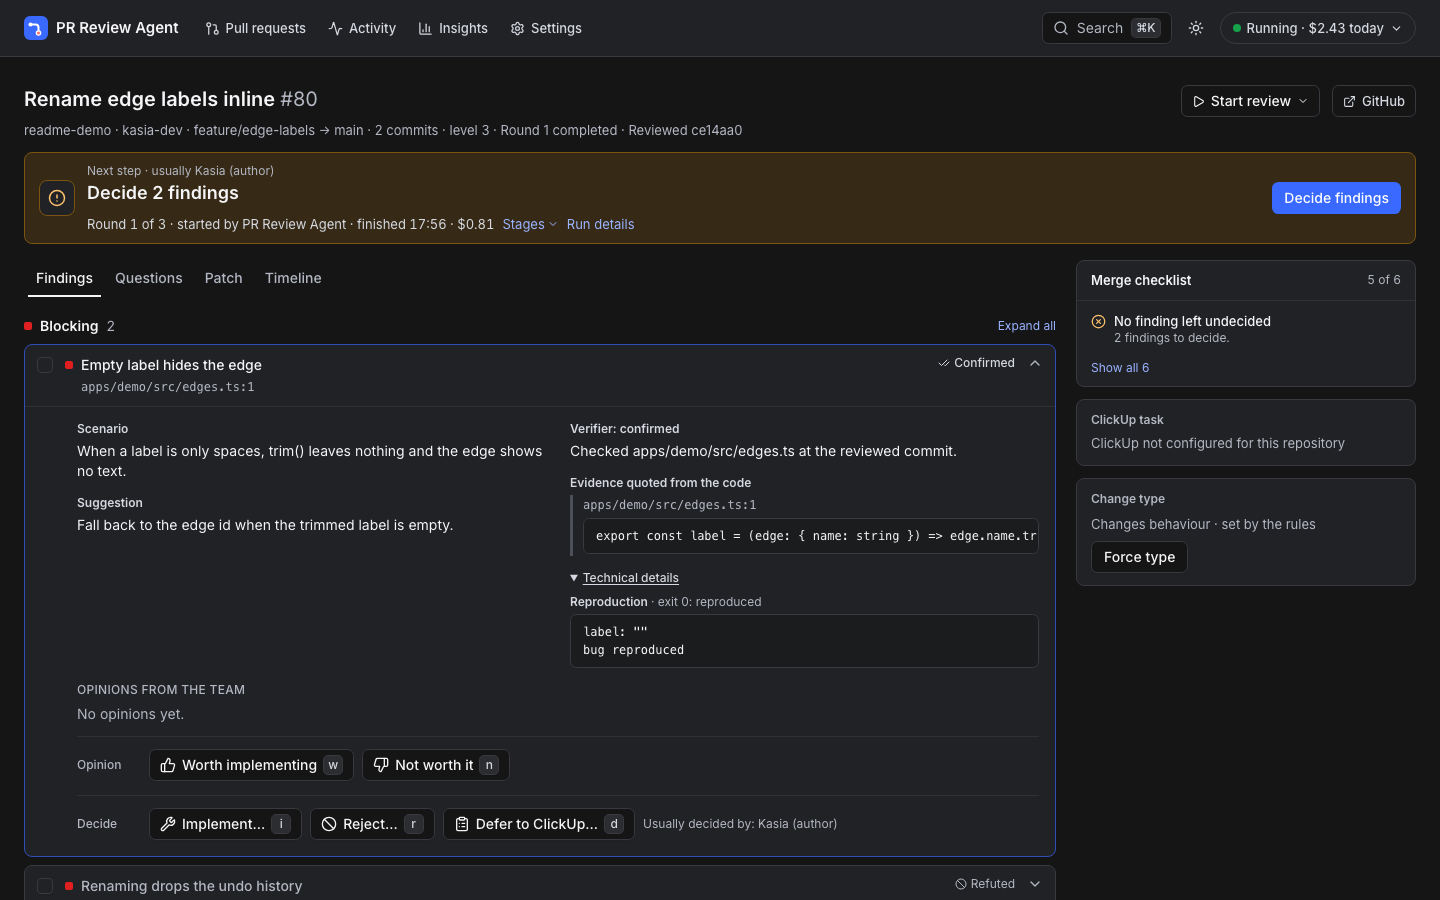 PR Review Agent
Pull requests
Activity
Insights
Settings
Search ⌘K
Running · $2.43 today
Rename edge labels inline #80
Start review
GitHub
readme-demo · kasia-dev · feature/edge-labels → main · 2 commits · level 3 · Round 1 completed · Reviewed ce14aa0
Next step · usually Kasia (author)
Decide 2 findings
Round 1 of 3 · started by PR Review Agent · finished 17:56 · $0.81 Stages Run details
Decide findings
Findings
Questions
Patch
Timeline
Blocking 2
Expand all
Empty label hides the edge
Confirmed
apps/demo/src/edges.ts:1
Scenario
When a label is only spaces, trim() leaves nothing and the edge shows
no text.
Suggestion
Fall back to the edge id when the trimmed label is empty.
Verifier: confirmed
Checked apps/demo/src/edges.ts at the reviewed commit.
Evidence quoted from the code
apps/demo/src/edges.ts:1
export const label = (edge: { name: string }) => edge.name.tr
Technical details
Reproduction · exit 0: reproduced
label: ""
bug reproduced
OPINIONS FROM THE TEAM
No opinions yet.
Opinion
Worth implementing w
Not worth it n
Decide
Implement... i
Reject... r
Defer to ClickUp... d
Usually decided by: Kasia (author)
Renaming drops the undo history
Refuted
Merge checklist
5 of 6
No finding left undecided
2 findings to decide.
Show all 6
ClickUp task
ClickUp not configured for this repository
Change type
Changes behaviour · set by the rules
Force type